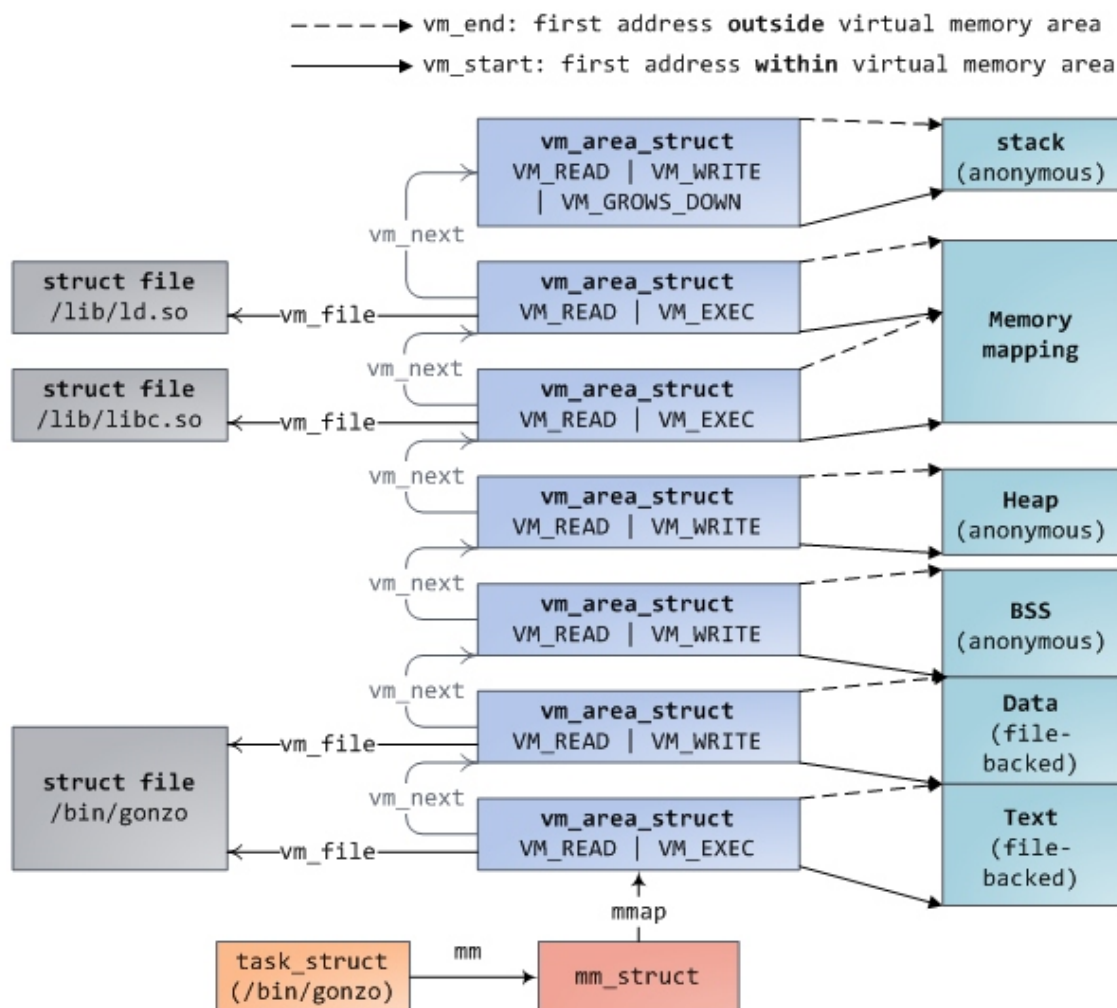 vm_end: first address outside virtual memory area
vm_start: first address within virtual memory area
vm_area_struct
VM_READ | VM_WRITE
| VM_GROWS_DOWN
stack
(anonymous)
vm_next
struct file
/lib/ld.so
vm_file
vm_area_struct
VM_READ | VM_EXEC
Memory
mapping
vm_next
struct file
/lib/libc.so
vm_file
vm_area_struct
VM_READ | VM_EXEC
vm_next
vm_area_struct
VM_READ | VM_WRITE
Heap
(anonymous)
vm_next
vm_area_struct
VM_READ | VM_WRITE
BSS
(anonymous)
vm_next
vm_area_struct
VM_READ | VM_WRITE
Data
(file-
backed)
vm_file
struct file
/bin/gonzo
vm_next
vm_area_struct
VM_READ | VM_EXEC
Text
(file-
backed)
vm_file
mmap
task_struct
(/bin/gonzo)
mm
mm_struct